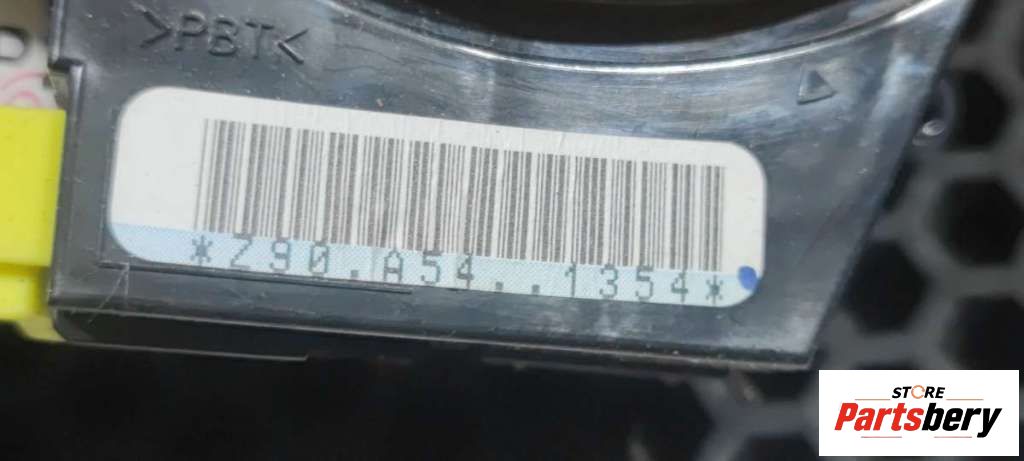 >PBT<
*Z90.A54..1354*
STORE
Partsbery